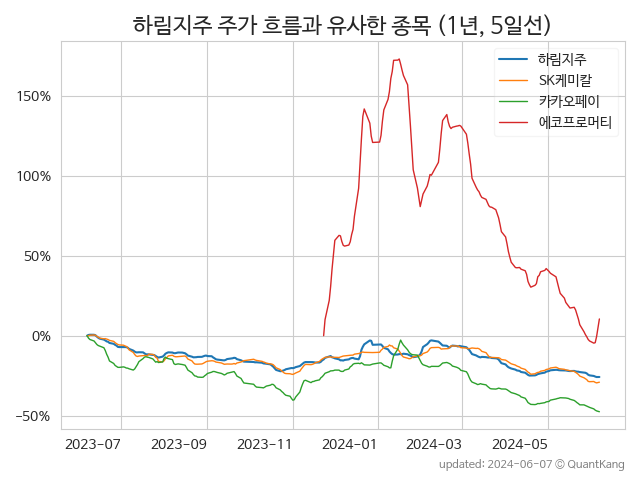 하림지주 주가 흐름과 유사한 종목 (1년, 5일선)
하림지주
SK케미칼
카카오페이
에코프로머티
150%
100%
50%
0%
−50%
2023-07 2023-09 2023-11 2024-01 2024-03 2024-05
updated: 2024-06-07 © QuantKang